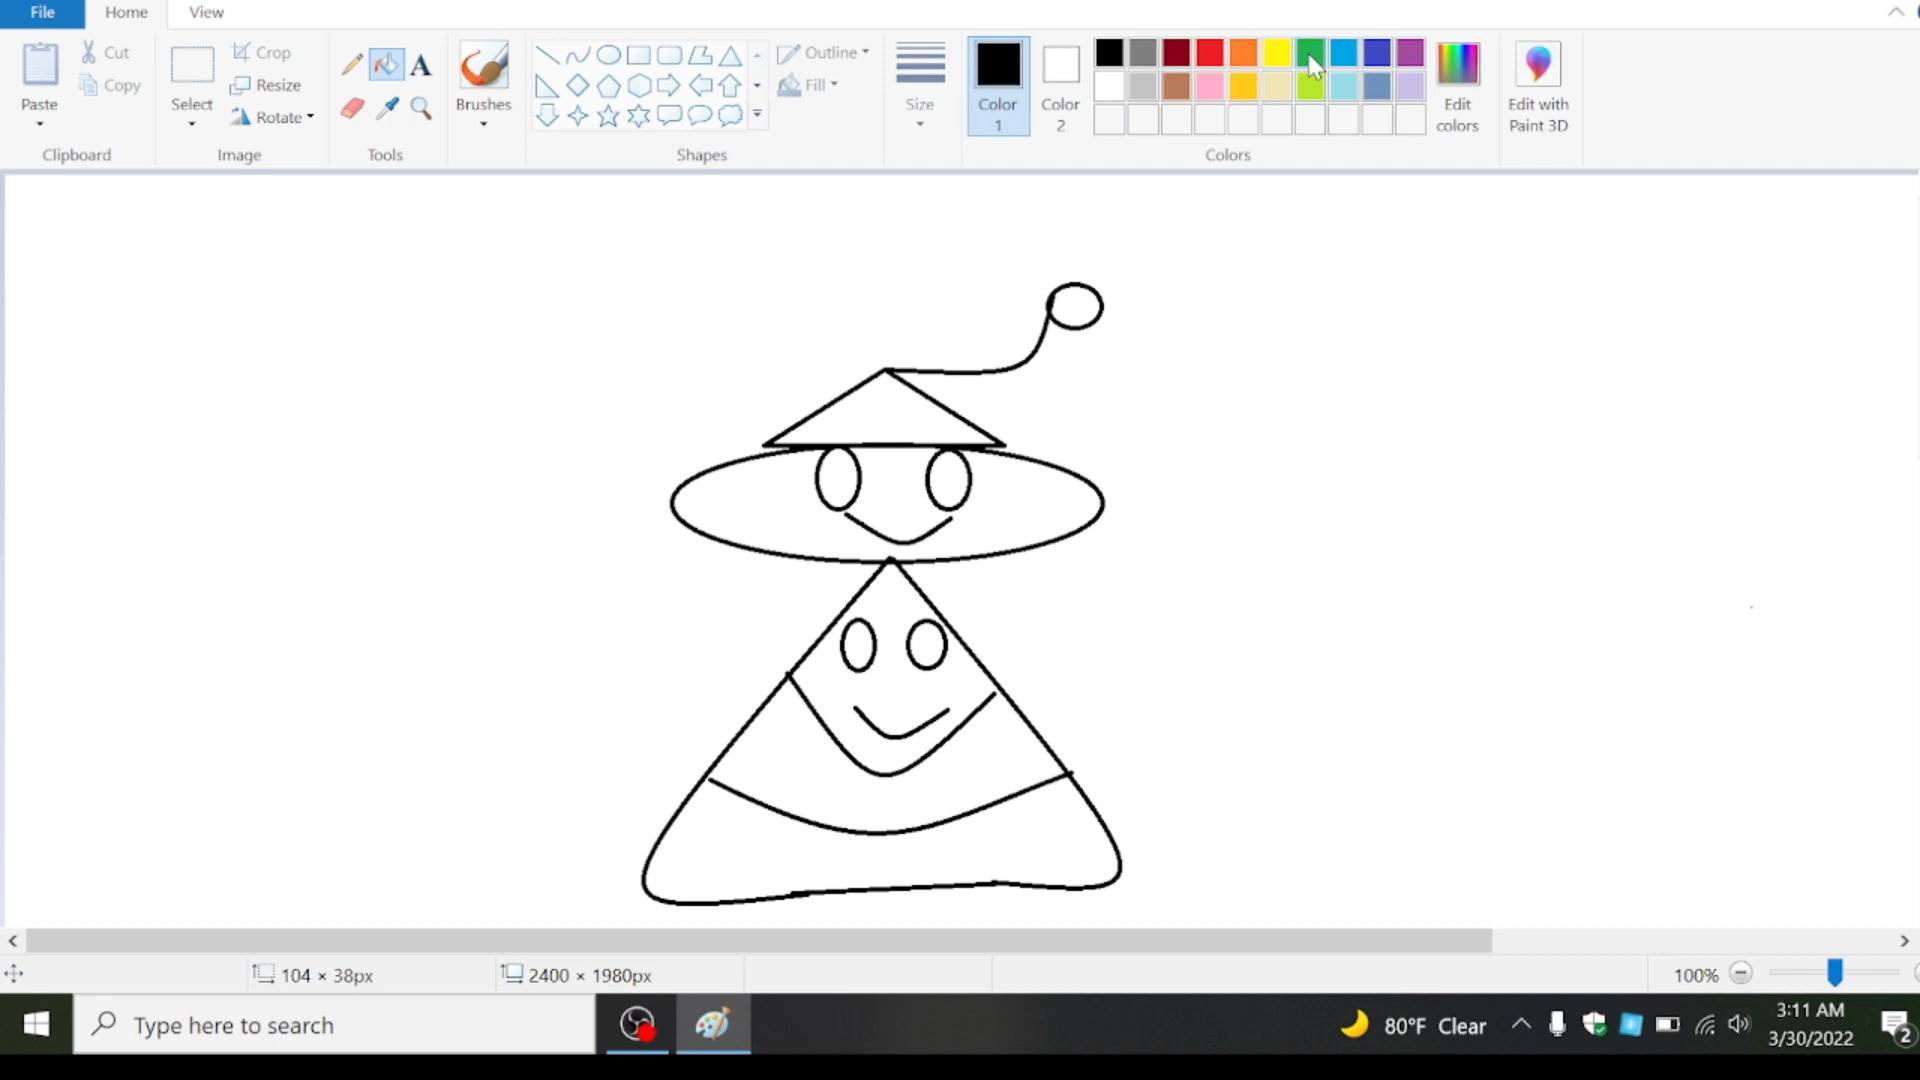 File Home View
Paste
Cut
Copy
Clipboard
Select
Crop
Resize
Rotate
Image
A
Tools
Brushes
Shapes
Outline
Fill
Size
Color
1
Color
2
Colors
Edit
colors
Edit with
Paint 3D
104 × 38px
2400 × 1980px
100%
Type here to search
80°F Clear
3:11 AM
3/30/2022
2